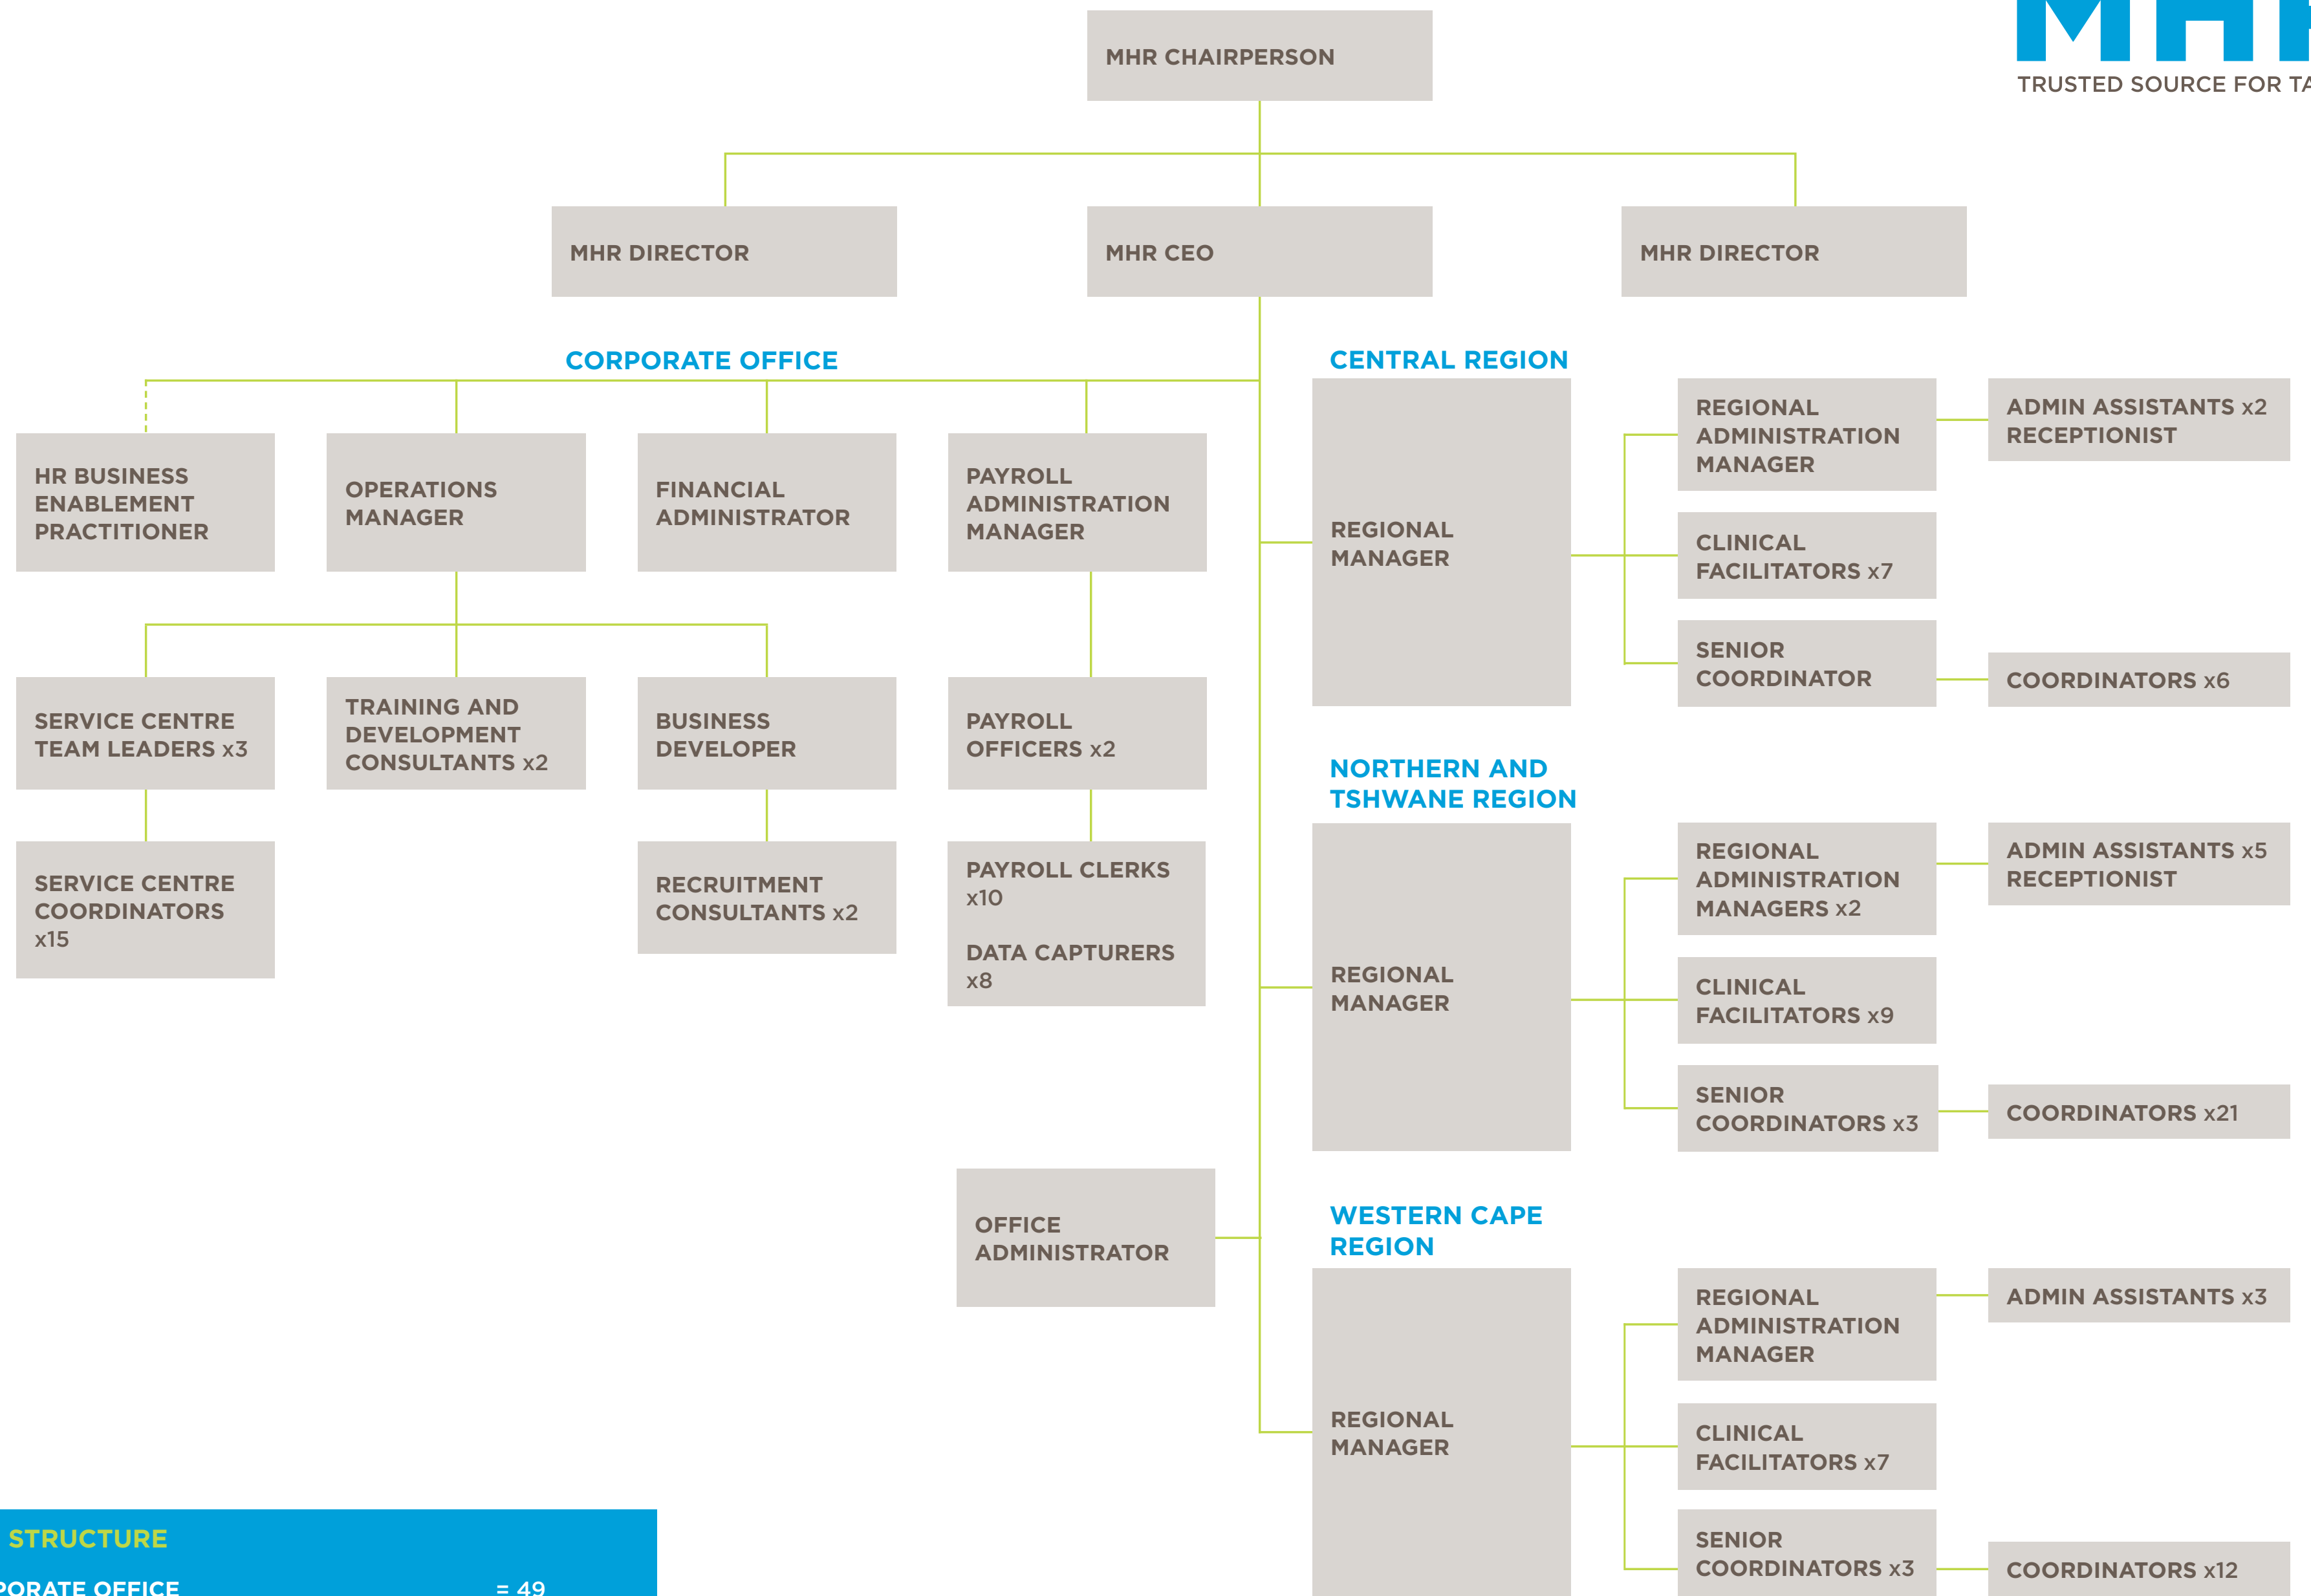 MHR CHAIRPERSON
TRUSTED SOURCE FOR
MHR DIRECTOR
MHR CEO
MHR DIRECTOR
CORPORATE OFFICE
HR BUSINESS
ENABLEMENT
PRACTITIONER
OPERATIONS
MANAGER
FINANCIAL
ADMINISTRATOR
PAYROLL
ADMINISTRATION
MANAGER
SERVICE CENTRE
TEAM LEADERS x3
TRAINING AND
DEVELOPMENT
CONSULTANTS x2
BUSINESS
DEVELOPER
PAYROLL
OFFICERS x2
SERVICE CENTRE
COORDINATORS
x15
RECRUITMENT
CONSULTANTS x2
PAYROLL CLERKS
x10
DATA CAPTURERS
x8
OFFICE
ADMINISTRATOR
CENTRAL REGION
REGIONAL
MANAGER
REGIONAL
ADMINISTRATION
MANAGER
ADMIN ASSISTANTS x2
RECEPTIONIST
CLINICAL
FACILITATORS x7
SENIOR
COORDINATOR
COORDINATORS x6
NORTHERN AND
TSHWANE REGION
REGIONAL
MANAGER
REGIONAL
ADMINISTRATION
MANAGERS x2
ADMIN ASSISTANTS x5
RECEPTIONIST
CLINICAL
FACILITATORS x9
SENIOR
COORDINATORS x3
COORDINATORS x21
WESTERN CAPE
REGION
REGIONAL
MANAGER
REGIONAL
ADMINISTRATION
MANAGER
ADMIN ASSISTANTS x3
CLINICAL
FACILITATORS x7
SENIOR
COORDINATORS x3
COORDINATORS x12
STRUCTURE
OFFICE = 49